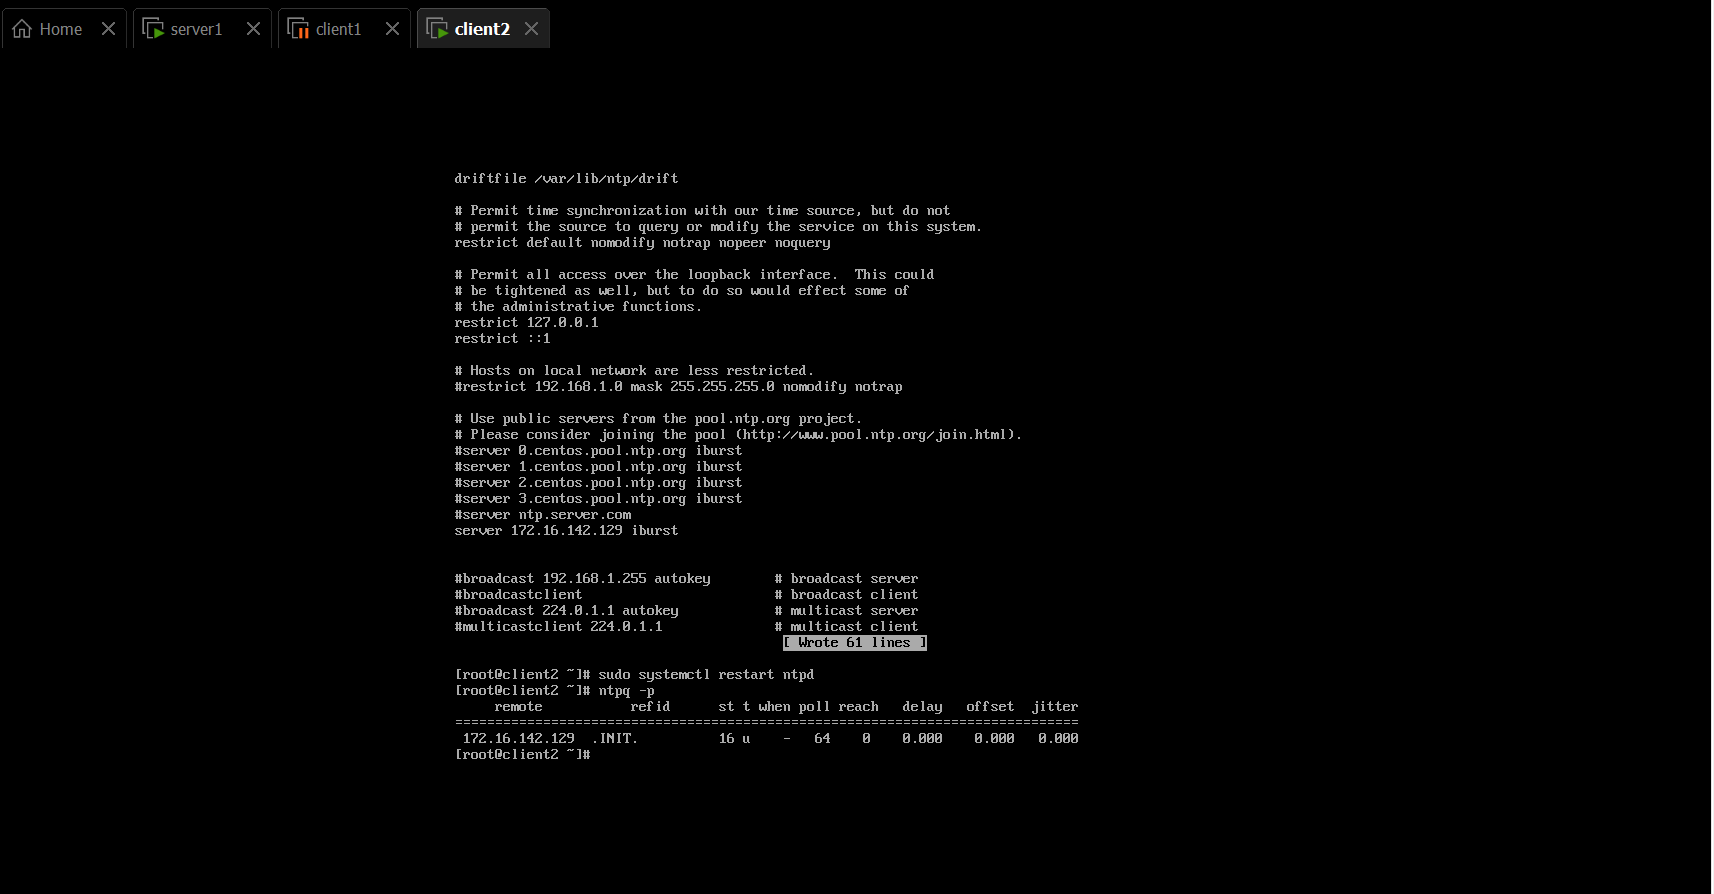 Home
server1
client1
client2
driftfile /var/lib/ntp/drift
# Permit time synchronization with our time source, but do not
# permit the source to query or modify the service on this system.
restrict default nomodify notrap nopeer noquery
# Permit all access over the loopback interface.  This could
# be tightened as well, but to do so would effect some of
# the administrative functions.
restrict 127.0.0.1
restrict ::1
# Hosts on local network are less restricted.
#restrict 192.168.1.0 mask 255.255.255.0 nomodify notrap
# Use public servers from the pool.ntp.org project.
# Please consider joining the pool (http://www.pool.ntp.org/join.html).
#server 0.centos.pool.ntp.org iburst
#server 1.centos.pool.ntp.org iburst
#server 2.centos.pool.ntp.org iburst
#server 3.centos.pool.ntp.org iburst
#server ntp.server.com
server 172.16.142.129 iburst
#broadcast 192.168.1.255 autokey        # broadcast server
#broadcastclient                        # broadcast client
#broadcast 224.0.1.1 autokey            # multicast server
#multicastclient 224.0.1.1              # multicast client
[ Wrote 61 lines ]
[root@client2 ~]# sudo systemctl restart ntpd
[root@client2 ~]# ntpq -p
     remote           refid      st t when poll reach   delay   offset  jitter
==============================================================================
 172.16.142.129  .INIT.          16 u    -   64    0    0.000    0.000   0.000
[root@client2 ~]#